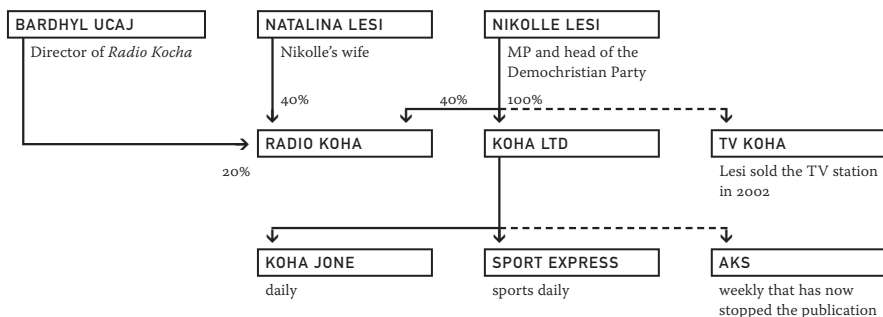 BARDHYL UCAJ
Director of Radio Kocha
NATALINA LESI
Nikolle's wife
NIKOLLE LESI
MP and head of the
Demochristian Party
40%
40%
100%
20%
RADIO KOHA
KOHA LTD
TV KOHA
Lesi sold the TV station
in 2002
KOHA JONE
daily
SPORT EXPRESS
sports daily
AKS
weekly that has now
stopped the publication